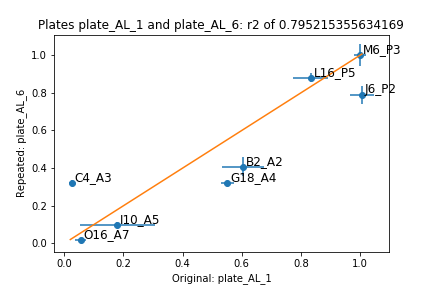 Plates plate_AL_1 and plate_AL_6: r2 of 0.795215355634169
M6_P3
L16_P5
J6_P2
B2_A2
C4_A3
G18_A4
J10_A5
O16_A7
1.0
0.8
0.6
0.4
0.2
0.0
Repeated: plate_AL_6
0.0 0.2 0.4 0.6 0.8 1.0
Original: plate_AL_1